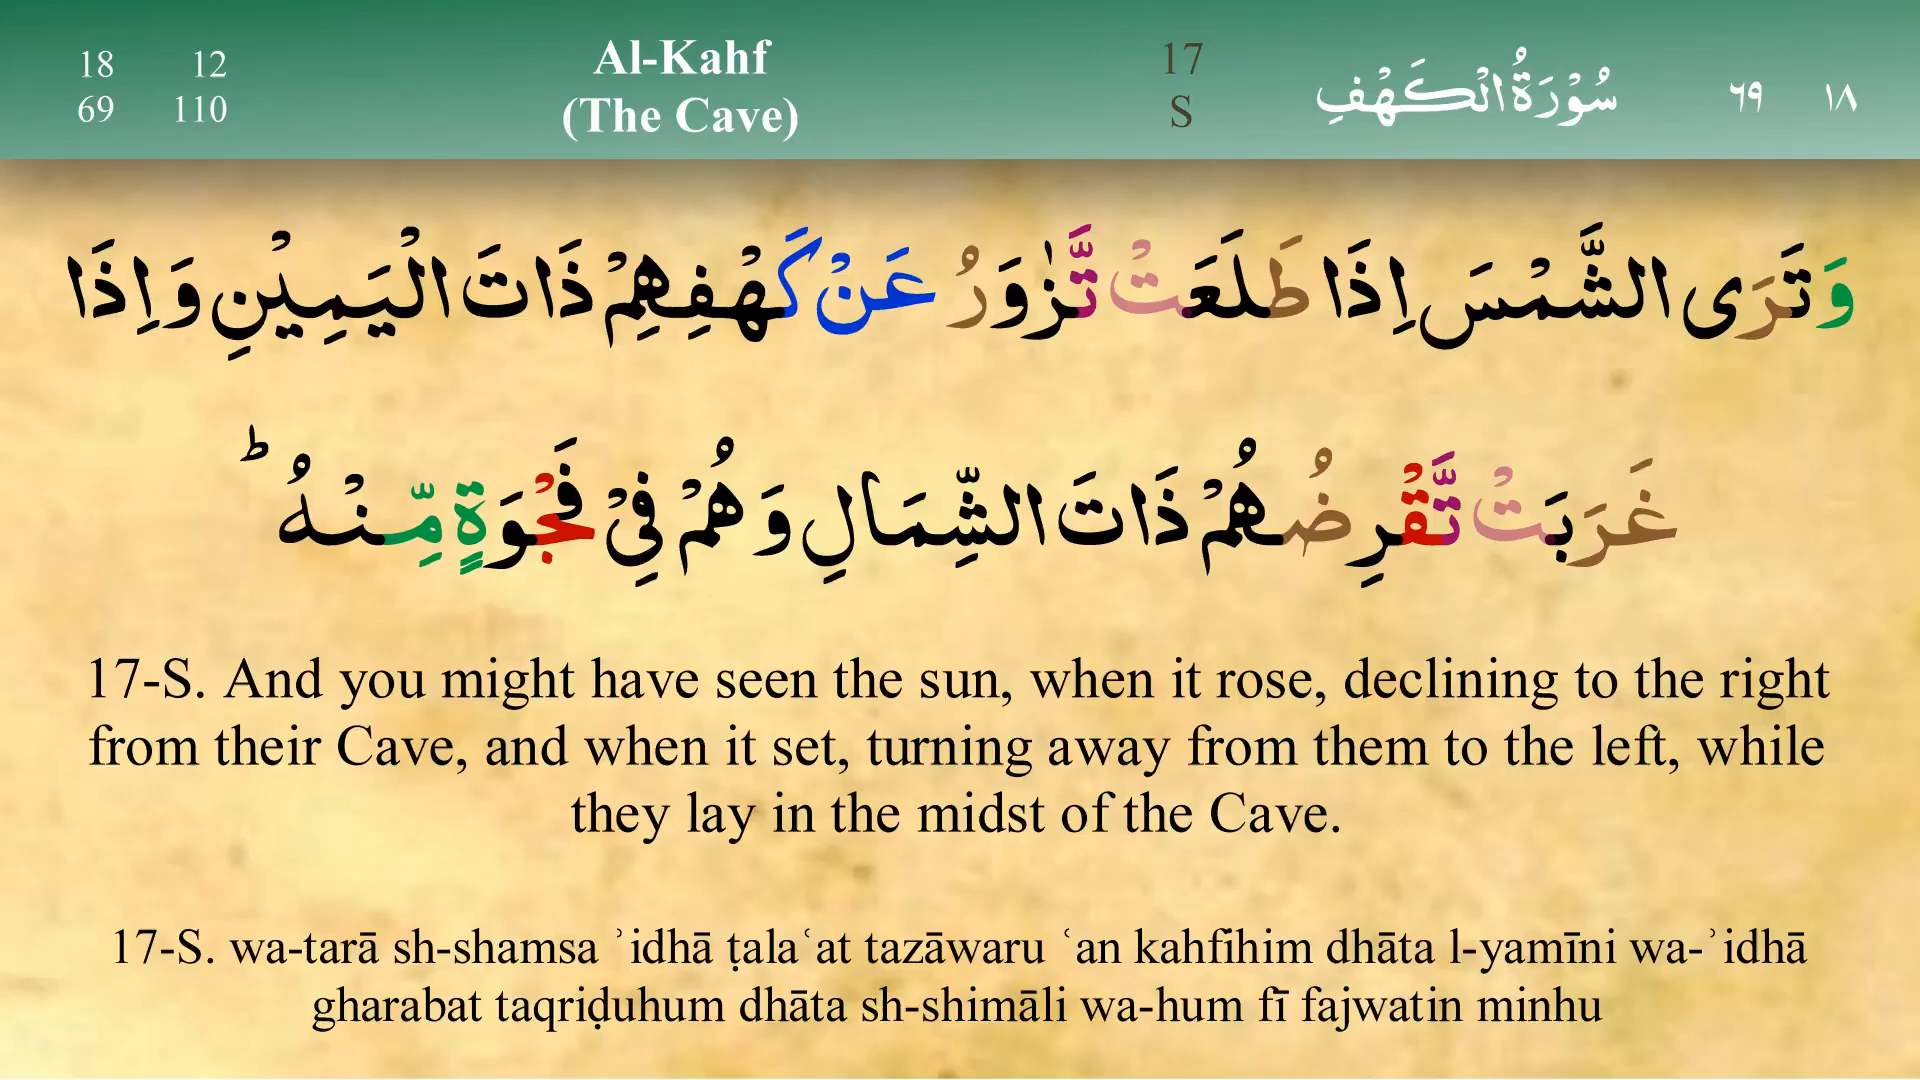 18 12
69 110
Al-Kahf
(The Cave)
17
S
سُوْرَةُ الْكَهْفِ
٦٩ ١٨
وَتَرَى الشَّمْسَ اِذَا طَلَعَتْ تَّزٰوَرُ عَنْ كَهْفِهِمْ ذَاتَ الْيَمِيْنِ وَاِذَا
غَرَبَتْ تَّقْرِضُهُمْ ذَاتَ الشِّمَالِ وَهُمْ فِيْ فَجْوَةٍ مِّنْهُ ؕ
17-S. And you might have seen the sun, when it rose, declining to the right
from their Cave, and when it set, turning away from them to the left, while
they lay in the midst of the Cave.
17-S. wa-tarā sh-shamsa ʾidhā ṭalaʿat tazāwaru ʿan kahfihim dhāta l-yamīni wa-ʾidhā
gharabat taqriḍuhum dhāta sh-shimāli wa-hum fī fajwatin minhu